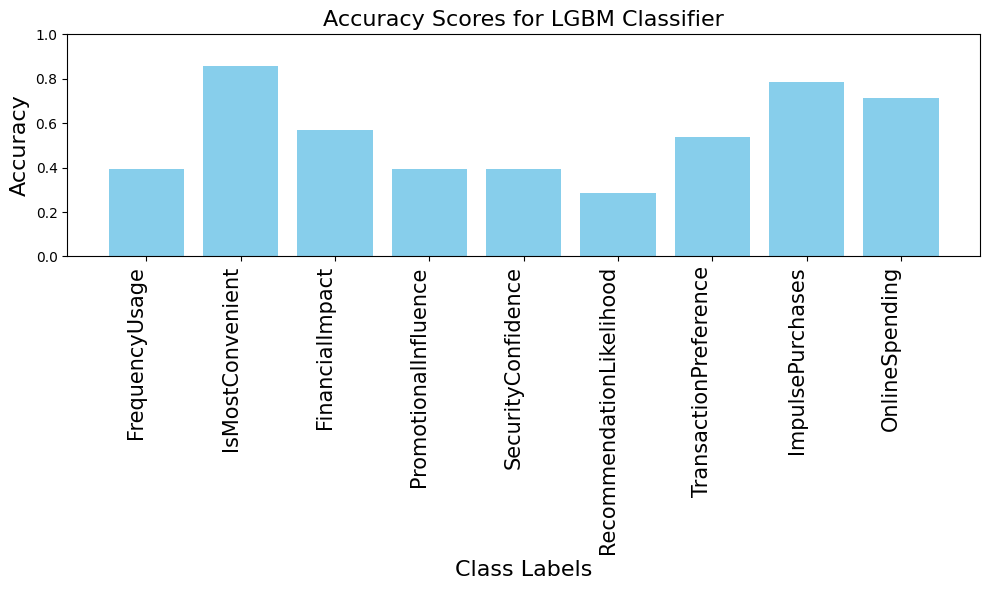 Accuracy Scores for LGBM Classifier
Accuracy
1.0
0.8
0.6
0.4
0.2
0.0
FrequencyUsage
IsMostConvenient
FinancialImpact
PromotionalInfluence
SecurityConfidence
RecommendationLikelihood
TransactionPreference
ImpulsePurchases
OnlineSpending
Class Labels